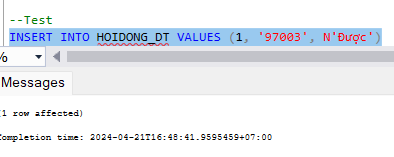 --Test
INSERT INTO HOIDONG_DT VALUES (1, '97003', N'Được')
%
Messages
(1 row affected)
Completion time: 2024-04-21T16:48:41.9595459+07:00